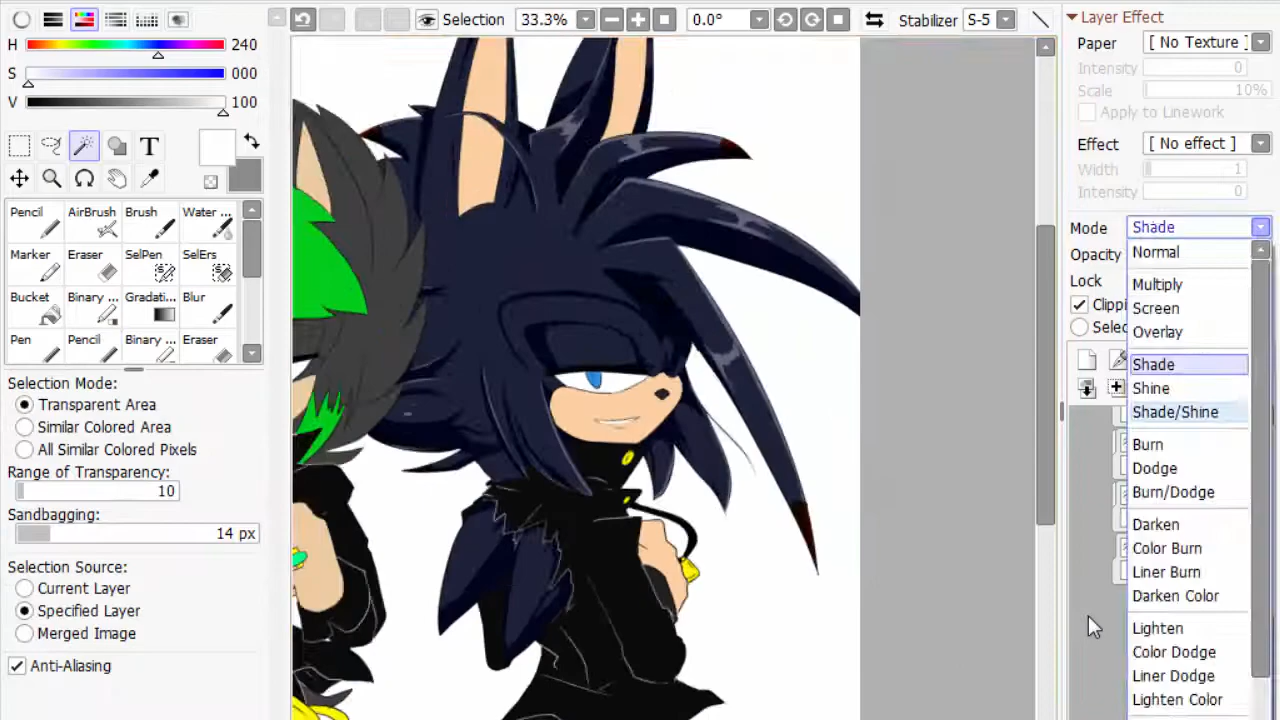 Selection 33.3% 0.0° Stabilizer S-5
H 240
S 000
V 100
T
Pencil AirBrush Brush Water ...
Marker Eraser SelPen SelErs
Bucket Binary ... Gradati... Blur
Pen Pencil Binary ... Eraser
Selection Mode:
Transparent Area
Similar Colored Area
All Similar Colored Pixels
Range of Transparency:
10
Sandbagging:
14 px
Selection Source:
Current Layer
Specified Layer
Merged Image
Anti-Aliasing
Layer Effect
Paper [ No Texture ]
Intensity 0
Scale 10%
Apply to Linework
Effect [ No effect ]
Width 1
Intensity 0
Mode Shade
Opacity
Lock
Clippi
Selec
Normal
Multiply
Screen
Overlay
Shade
Shine
Shade/Shine
Burn
Dodge
Burn/Dodge
Darken
Color Burn
Liner Burn
Darken Color
Lighten
Color Dodge
Liner Dodge
Lighten Color